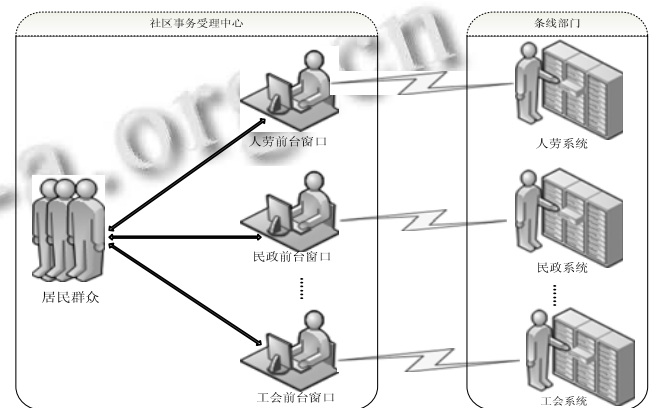 社区事务受理中心
条线部门
人劳前台窗口
人劳系统
民政前台窗口
民政系统
居民群众
工会前台窗口
工会系统